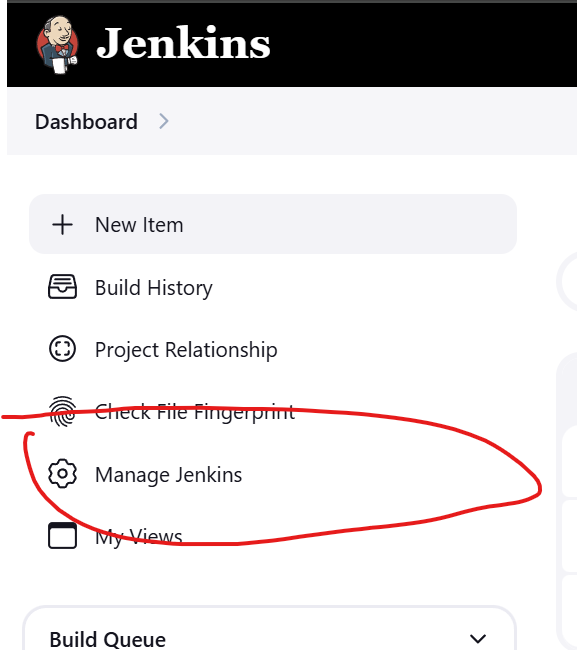 Jenkins
Dashboard
New Item
Build History
Project Relationship
Check File Fingerprint
Manage Jenkins
My Views
Build Queue